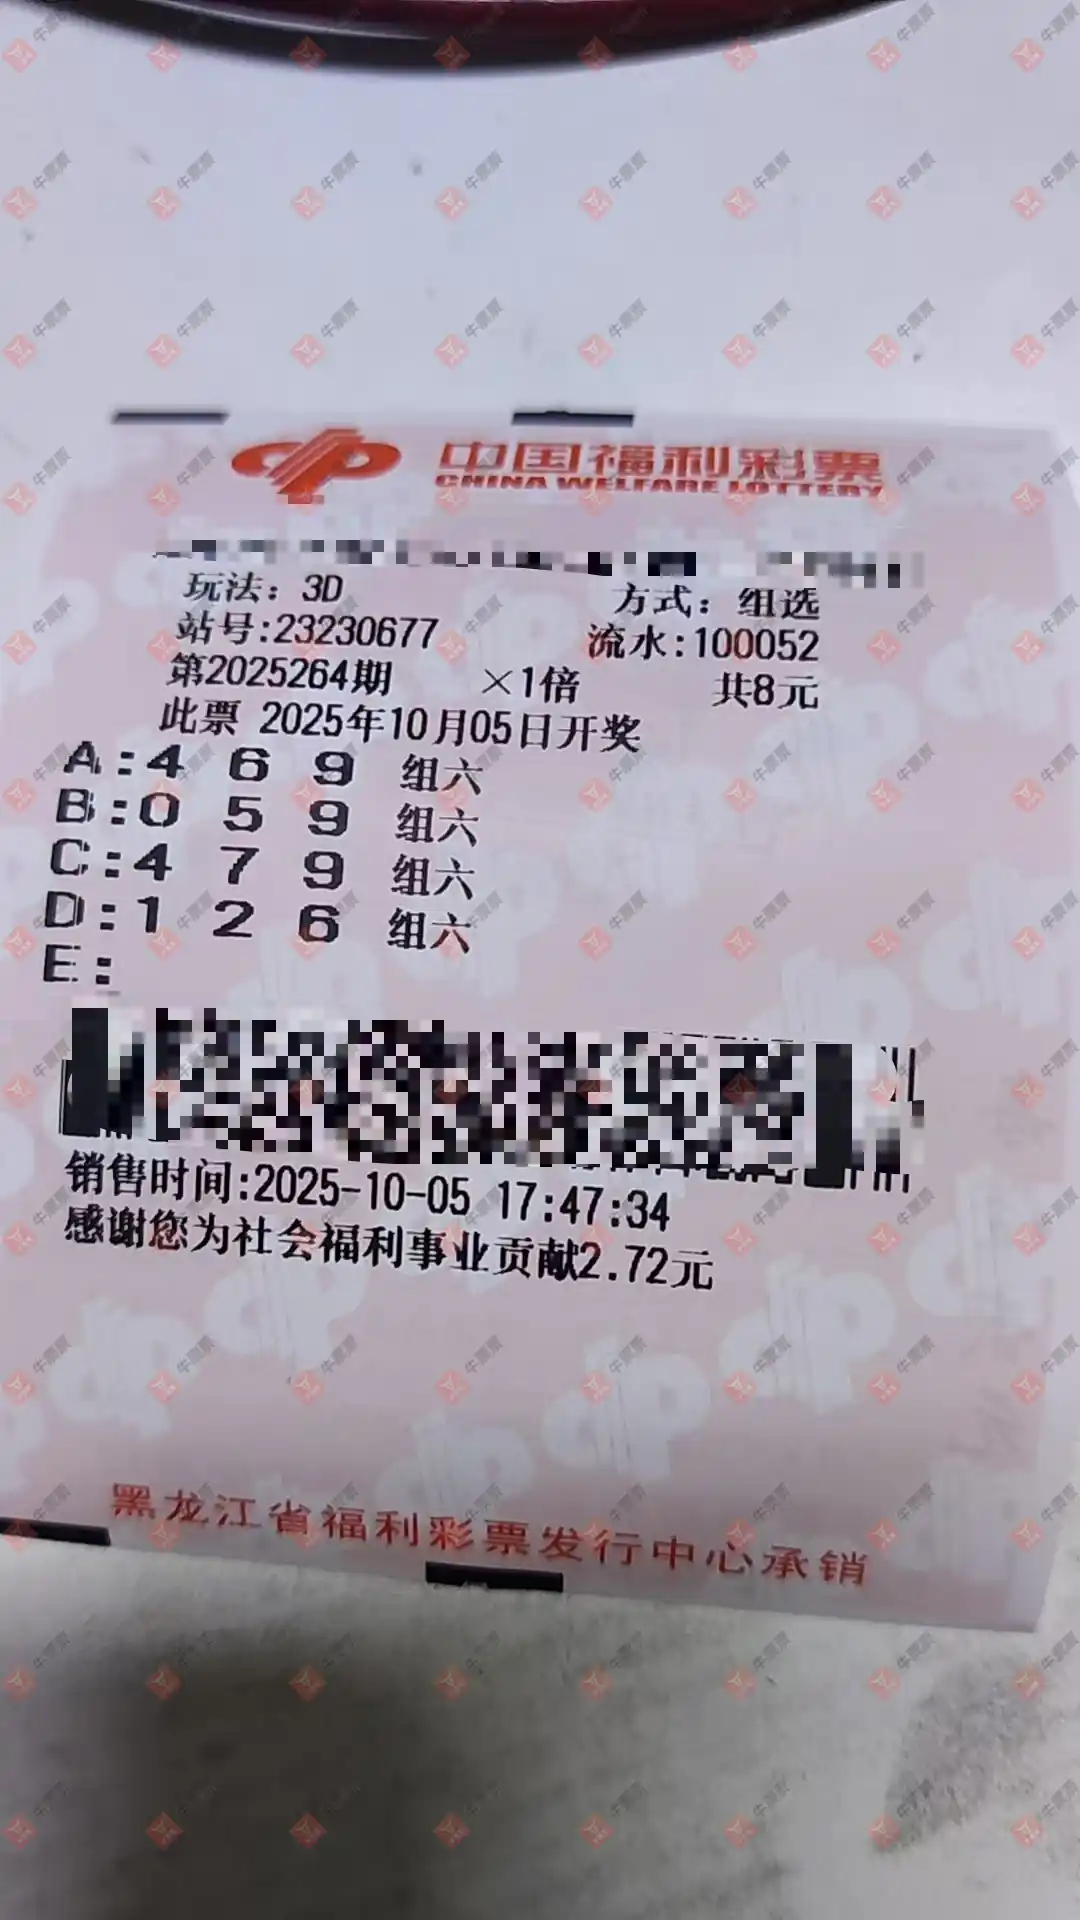 中国福利彩票
CHINA WELFARE LOTTERY
玩法：3D 方式：组选
站号:23230677 流水:100052
第2025264期 ×1倍 共8元
此票 2025年10月05日开奖
A:4 6 9 组六
B:0 5 9 组六
C:4 7 9 组六
D:1 2 6 组六
E:
销售时间:2025-10-05 17:47:34
感谢您为社会福利事业贡献2.72元
黑龙江省福利彩票发行中心承销